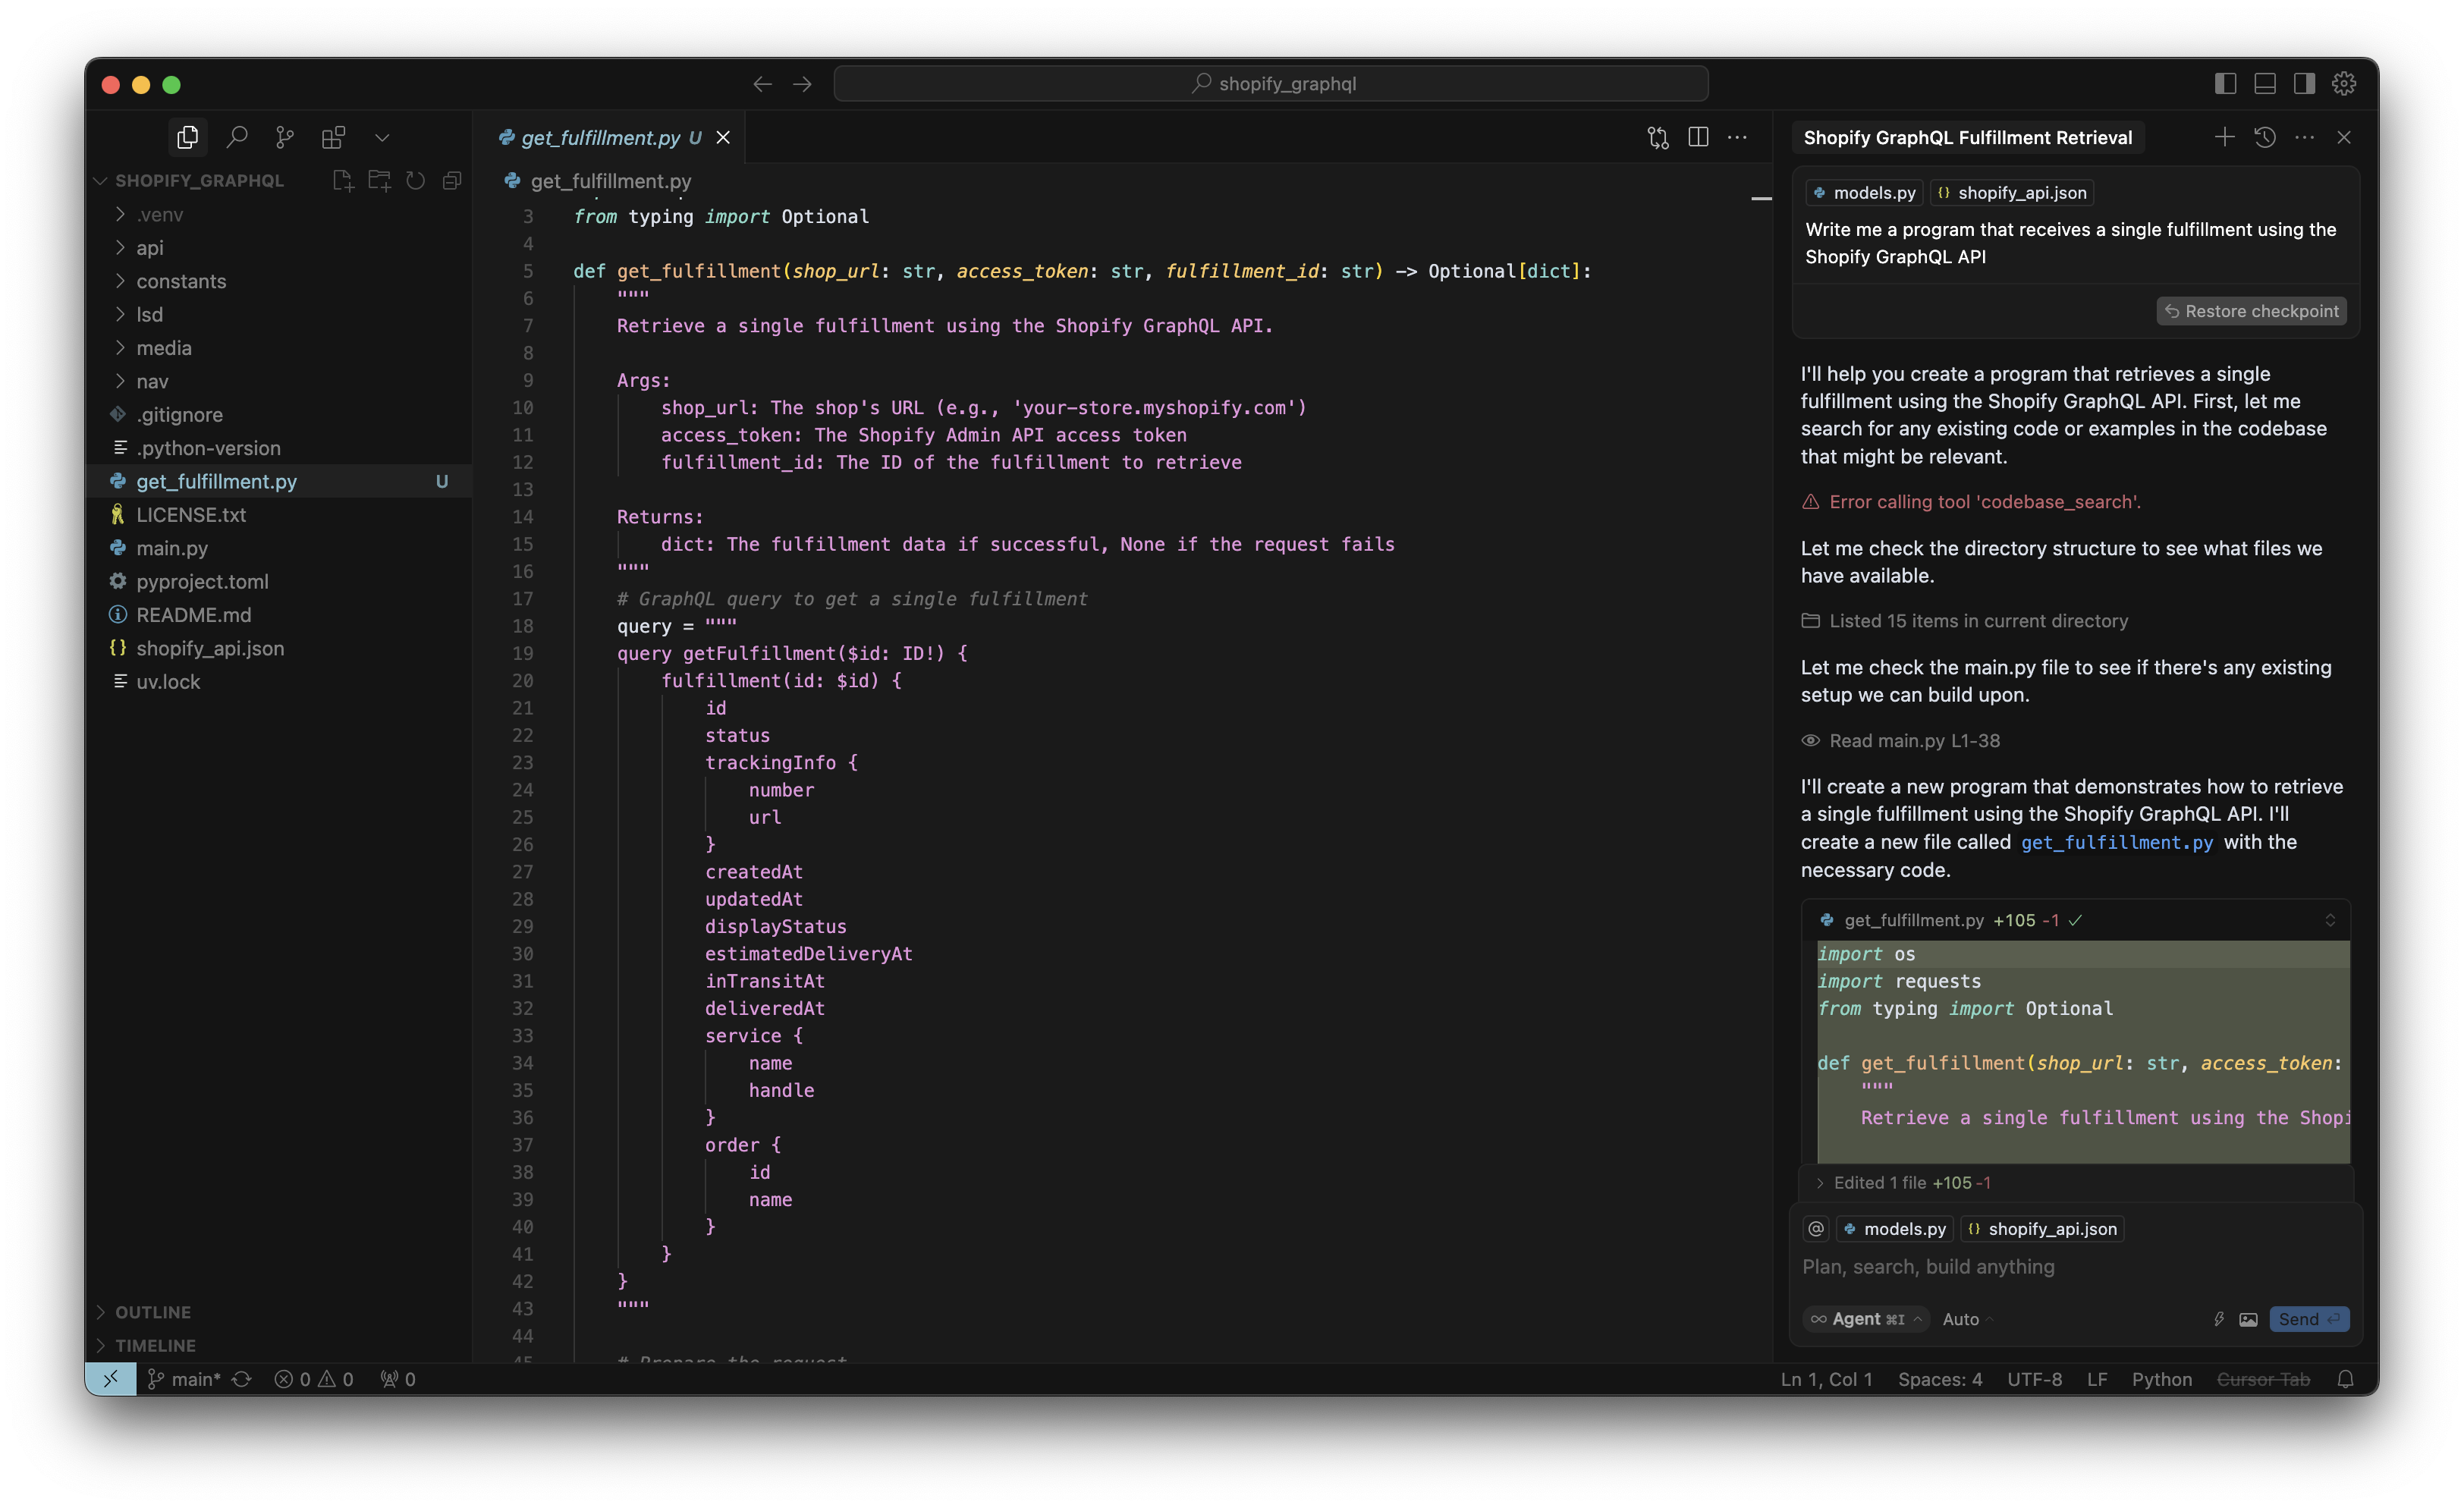 shopify_graphql
SHOPIFY_GRAPHQL
.venv
api
constants
lsd
media
nav
.gitignore
.python-version
get_fulfillment.py U
LICENSE.txt
main.py
pyproject.toml
README.md
{} shopify_api.json
uv.lock
OUTLINE
TIMELINE
get_fulfillment.py U
get_fulfillment.py
3 from typing import Optional
4
5 def get_fulfillment(shop_url: str, access_token: str, fulfillment_id: str) -> Optional[dict]:
6 """
7 Retrieve a single fulfillment using the Shopify GraphQL API.
8
9 Args:
10 shop_url: The shop's URL (e.g., 'your-store.myshopify.com')
11 access_token: The Shopify Admin API access token
12 fulfillment_id: The ID of the fulfillment to retrieve
13
14 Returns:
15 dict: The fulfillment data if successful, None if the request fails
16 """
17 # GraphQL query to get a single fulfillment
18 query = """
19 query getFulfillment($id: ID!) {
20 fulfillment(id: $id) {
21 id
22 status
23 trackingInfo {
24 number
25 url
26 }
27 createdAt
28 updatedAt
29 displayStatus
30 estimatedDeliveryAt
31 inTransitAt
32 deliveredAt
33 service {
34 name
35 handle
36 }
37 order {
38 id
39 name
40 }
41 }
42 }
43 """
44
45 # Prepare the request
Shopify GraphQL Fulfillment Retrieval
models.py {} shopify_api.json
Write me a program that receives a single fulfillment using the
Shopify GraphQL API
Restore checkpoint
I'll help you create a program that retrieves a single
fulfillment using the Shopify GraphQL API. First, let me
search for any existing code or examples in the codebase
that might be relevant.
Error calling tool 'codebase_search'.
Let me check the directory structure to see what files we
have available.
Listed 15 items in current directory
Let me check the main.py file to see if there's any existing
setup we can build upon.
Read main.py L1-38
I'll create a new program that demonstrates how to retrieve
a single fulfillment using the Shopify GraphQL API. I'll
create a new file called get_fulfillment.py with the
necessary code.
get_fulfillment.py +105 -1
import os
import requests
from typing import Optional
def get_fulfillment(shop_url: str, access_token:
"""
Retrieve a single fulfillment using the Shopi
Edited 1 file +105 -1
@ models.py {} shopify_api.json
Plan, search, build anything
Agent ⌘I Auto
Send
main* 0 0 0
Ln 1, Col 1 Spaces: 4 UTF-8 LF Python Cursor Tab